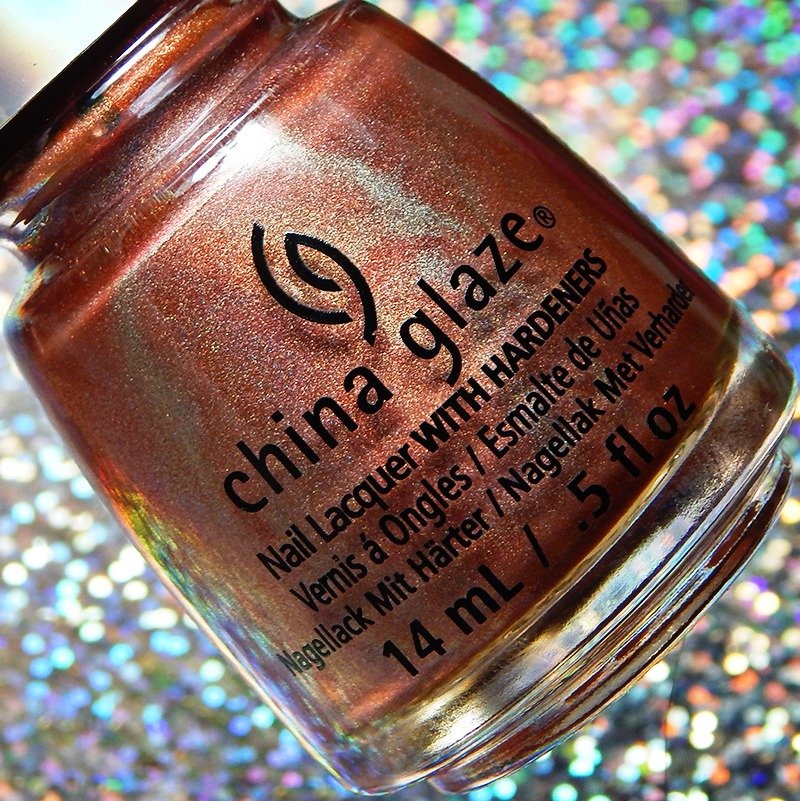 china glaze®
Nail Lacquer WITH HARDENERS
Vernis á Ongles / Esmalte de Uñas
Nagellack Mit Härter / Nagellak Met Verharder
14 mL / .5 fl oz